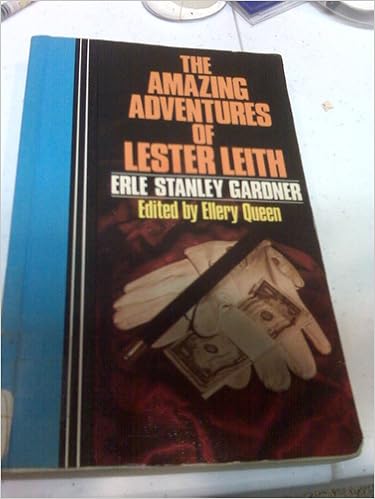 THE
AMAZING
ADVENTURES
OF
LESTER LEITH
ERLE STANLEY GARDNER
Edited by Ellery Queen